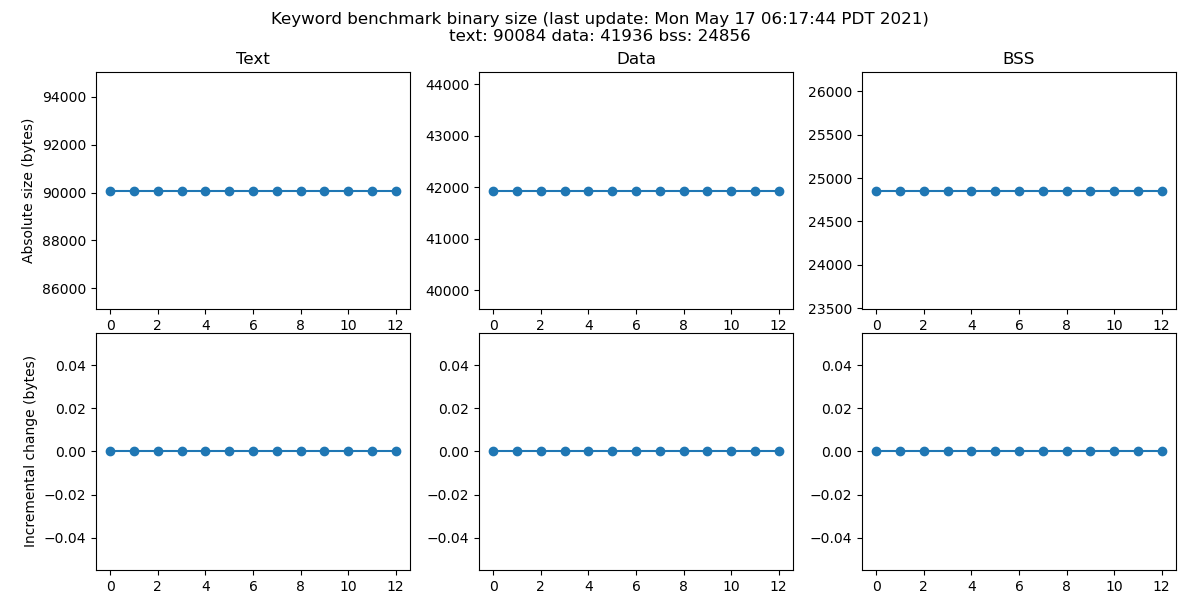 Keyword benchmark binary size (last update: Mon May 17 06:17:44 PDT 2021)
text: 90084 data: 41936 bss: 24856
Text
Data
BSS
Absolute size (bytes)
94000
92000
90000
88000
86000
0 2 4 6 8 10 12
44000
43000
42000
41000
40000
0 2 4 6 8 10 12
26000
25500
25000
24500
24000
23500
0 2 4 6 8 10 12
Incremental change (bytes)
0.04
0.02
0.00
−0.02
−0.04
0 2 4 6 8 10 12
0.04
0.02
0.00
−0.02
−0.04
0 2 4 6 8 10 12
0.04
0.02
0.00
−0.02
−0.04
0 2 4 6 8 10 12